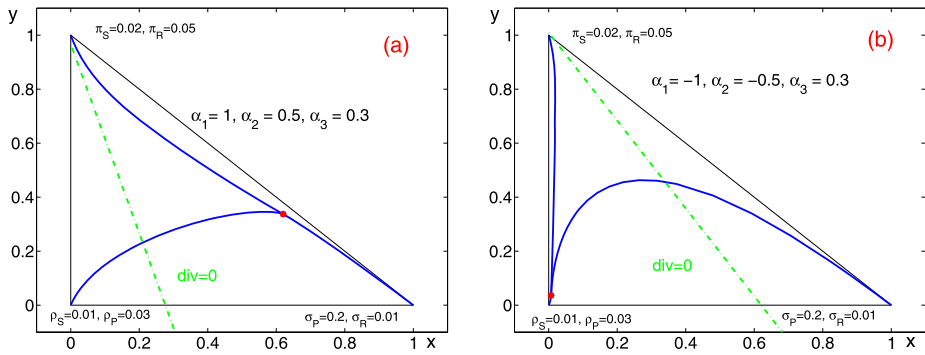 y
π_S=0.02, π_R=0.05
(a)
α_1= 1, α_2= 0.5, α_3= 0.3
div=0
ρ_S=0.01, ρ_P=0.03
σ_P=0.2, σ_R=0.01
1
0.8
0.6
0.4
0.2
0
0 0.2 0.4 0.6 0.8 1 x
y
π_S=0.02, π_R=0.05
(b)
α_1= −1, α_2= −0.5, α_3= 0.3
div=0
ρ_S=0.01, ρ_P=0.03
σ_P=0.2, σ_R=0.01
1
0.8
0.6
0.4
0.2
0
0 0.2 0.4 0.6 0.8 1 x